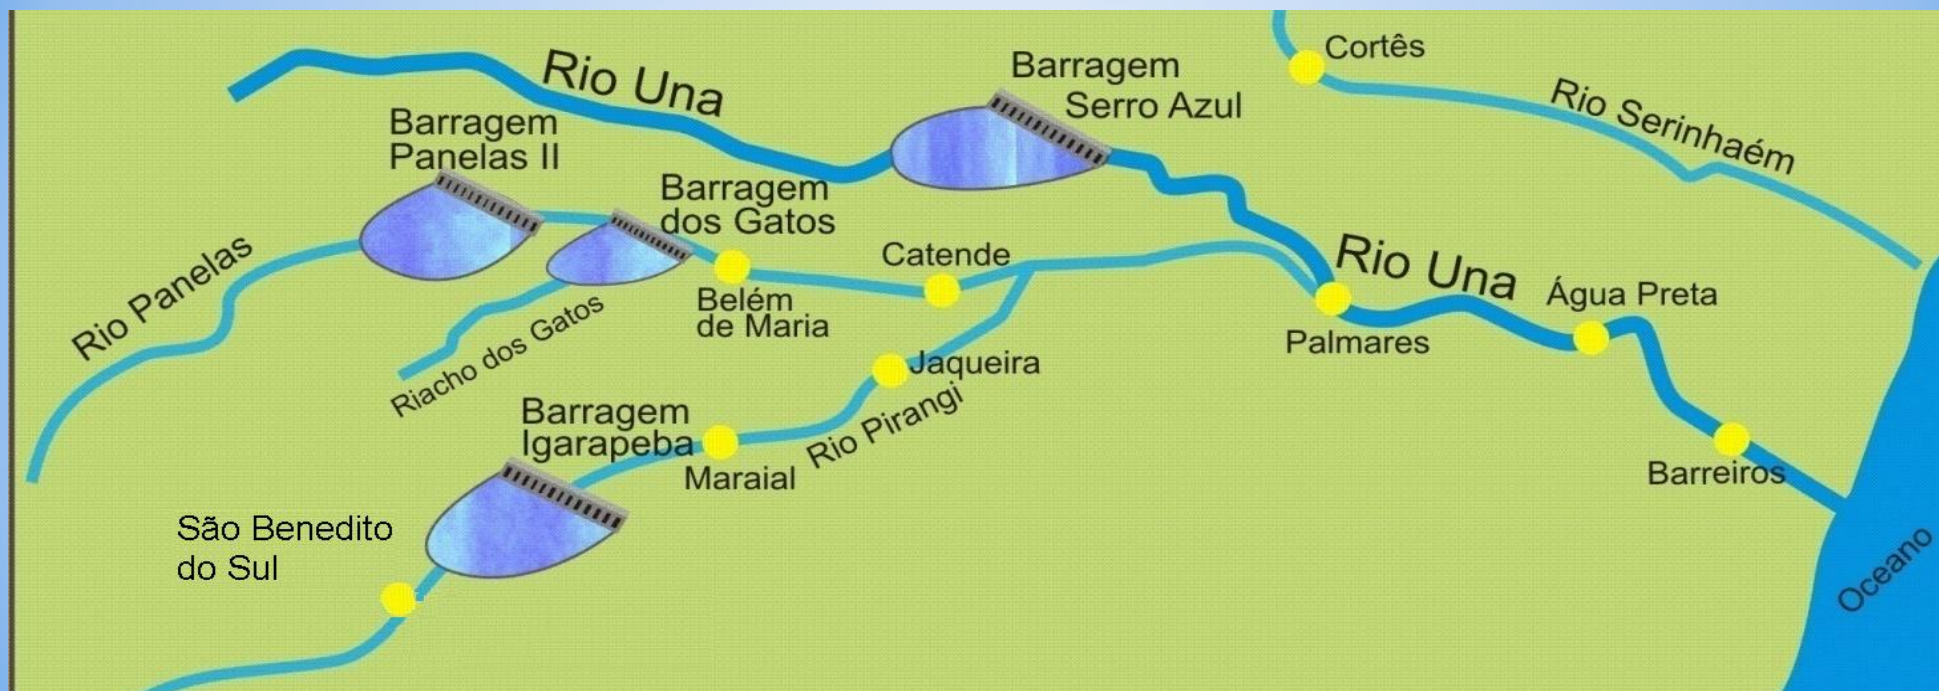 Rio Una
Barragem
Serro Azul
Cortês
Rio Serinhaém
Barragem
Panelas II
Barragem
dos Gatos
Rio Panelas
Riacho dos Gatos
Belém
de Maria
Catende
Rio Una
Água Preta
Palmares
Jaqueira
Rio Pirangi
Barragem
Igarapeba
Maraial
Barreiros
São Benedito
do Sul
Oceano